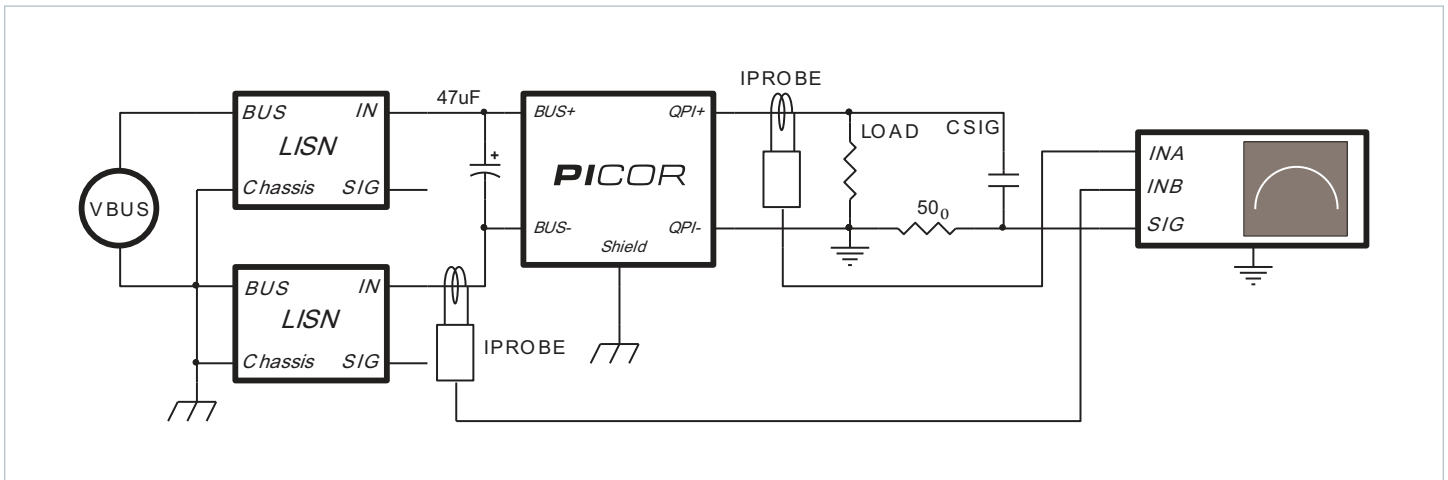 IPROBE
BUS IN
47uF
BUS+ QPI+
INA
LISN
LOAD
CSIG
PICOR
INB
Chassis SIG
VBUS
50₀
BUS- QPI-
SIG
Shield
BUS IN
LISN
IPROBE
Chassis SIG